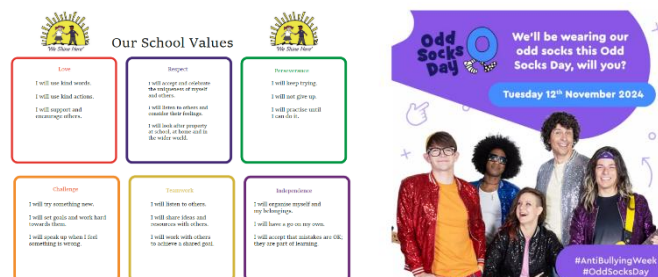 We Shine Here!
Our School Values
We Shine Here!
Love
I will use kind words.
I will use kind actions.
I will support and
encourage others.
Respect
I will accept and celebrate
the uniqueness of myself
and others.
I will listen to others and
consider their feelings.
I will look after property
at school, at home and in
the wider world.
Perseverance
I will keep trying.
I will not give up.
I will practise until
I can do it.
Challenge
I will try something new.
I will set goals and work hard
towards them.
I will speak up when I feel
something is wrong.
Teamwork
I will listen to others.
I will share ideas and
resources with others.
I will work with others
to achieve a shared goal.
Independence
I will organise myself and
my belongings.
I will have a go on my own.
I will accept that mistakes are OK;
they are part of learning.
Odd
Socks
Day
We'll be wearing our
odd socks this Odd
Socks Day, will you?
Tuesday 12th November 2024
#AntiBullyingWeek
#OddSocksDay